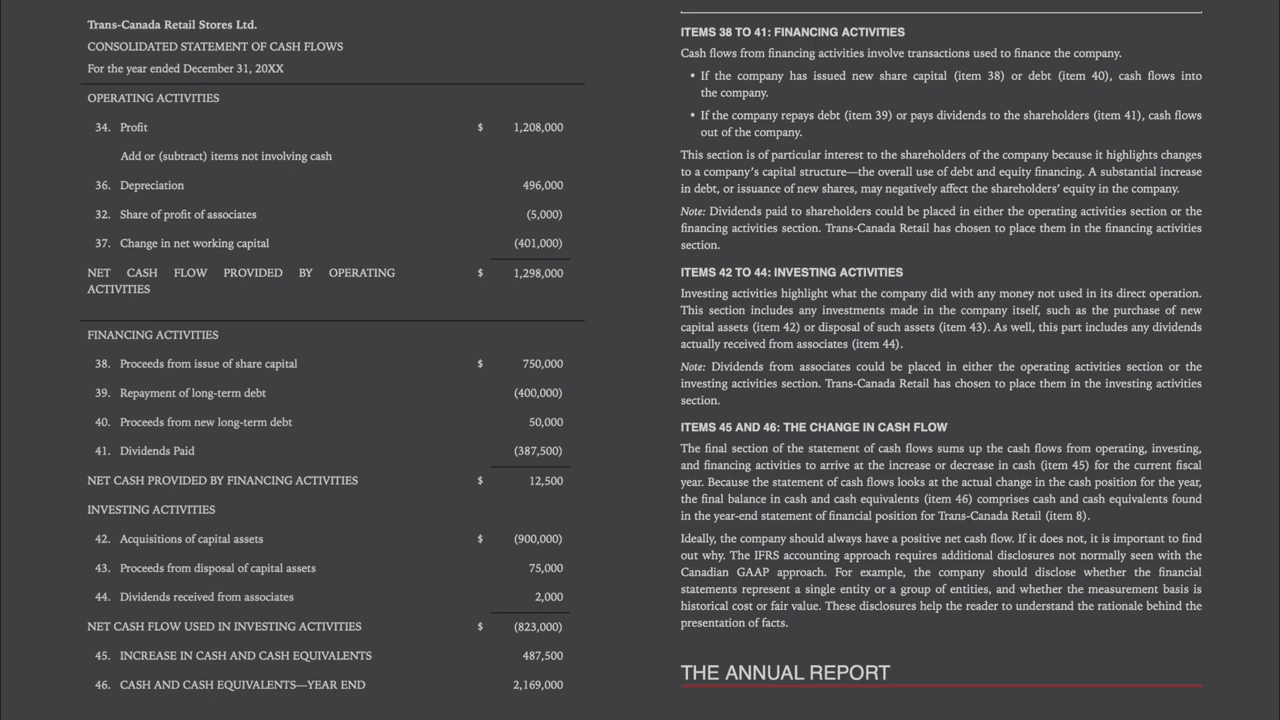 Trans-Canada Retail Stores Ltd.
CONSOLIDATED STATEMENT OF CASH FLOWS
For the year ended December 31, 20XX
OPERATING ACTIVITIES
34. Profit $ 1,208,000
Add or (subtract) items not involving cash
36. Depreciation 496,000
32. Share of profit of associates (5,000)
37. Change in net working capital (401,000)
NET CASH FLOW PROVIDED BY OPERATING $ 1,298,000
ACTIVITIES
FINANCING ACTIVITIES
38. Proceeds from issue of share capital $ 750,000
39. Repayment of long-term debt (400,000)
40. Proceeds from new long-term debt 50,000
41. Dividends Paid (387,500)
NET CASH PROVIDED BY FINANCING ACTIVITIES $ 12,500
INVESTING ACTIVITIES
42. Acquisitions of capital assets $ (900,000)
43. Proceeds from disposal of capital assets 75,000
44. Dividends received from associates 2,000
NET CASH FLOW USED IN INVESTING ACTIVITIES $ (823,000)
45. INCREASE IN CASH AND CASH EQUIVALENTS 487,500
46. CASH AND CASH EQUIVALENTS—YEAR END 2,169,000
ITEMS 38 TO 41: FINANCING ACTIVITIES
Cash flows from financing activities involve transactions used to finance the company.
• If the company has issued new share capital (item 38) or debt (item 40), cash flows into
the company.
• If the company repays debt (item 39) or pays dividends to the shareholders (item 41), cash flows
out of the company.
This section is of particular interest to the shareholders of the company because it highlights changes
to a company's capital structure—the overall use of debt and equity financing. A substantial increase
in debt, or issuance of new shares, may negatively affect the shareholders' equity in the company.
Note: Dividends paid to shareholders could be placed in either the operating activities section or the
financing activities section. Trans-Canada Retail has chosen to place them in the financing activities
section.
ITEMS 42 TO 44: INVESTING ACTIVITIES
Investing activities highlight what the company did with any money not used in its direct operation.
This section includes any investments made in the company itself, such as the purchase of new
capital assets (item 42) or disposal of such assets (item 43). As well, this part includes any dividends
actually received from associates (item 44).
Note: Dividends from associates could be placed in either the operating activities section or the
investing activities section. Trans-Canada Retail has chosen to place them in the investing activities
section.
ITEMS 45 AND 46: THE CHANGE IN CASH FLOW
The final section of the statement of cash flows sums up the cash flows from operating, investing,
and financing activities to arrive at the increase or decrease in cash (item 45) for the current fiscal
year. Because the statement of cash flows looks at the actual change in the cash position for the year,
the final balance in cash and cash equivalents (item 46) comprises cash and cash equivalents found
in the year-end statement of financial position for Trans-Canada Retail (item 8).
Ideally, the company should always have a positive net cash flow. If it does not, it is important to find
out why. The IFRS accounting approach requires additional disclosures not normally seen with the
Canadian GAAP approach. For example, the company should disclose whether the financial
statements represent a single entity or a group of entities, and whether the measurement basis is
historical cost or fair value. These disclosures help the reader to understand the rationale behind the
presentation of facts.
THE ANNUAL REPORT